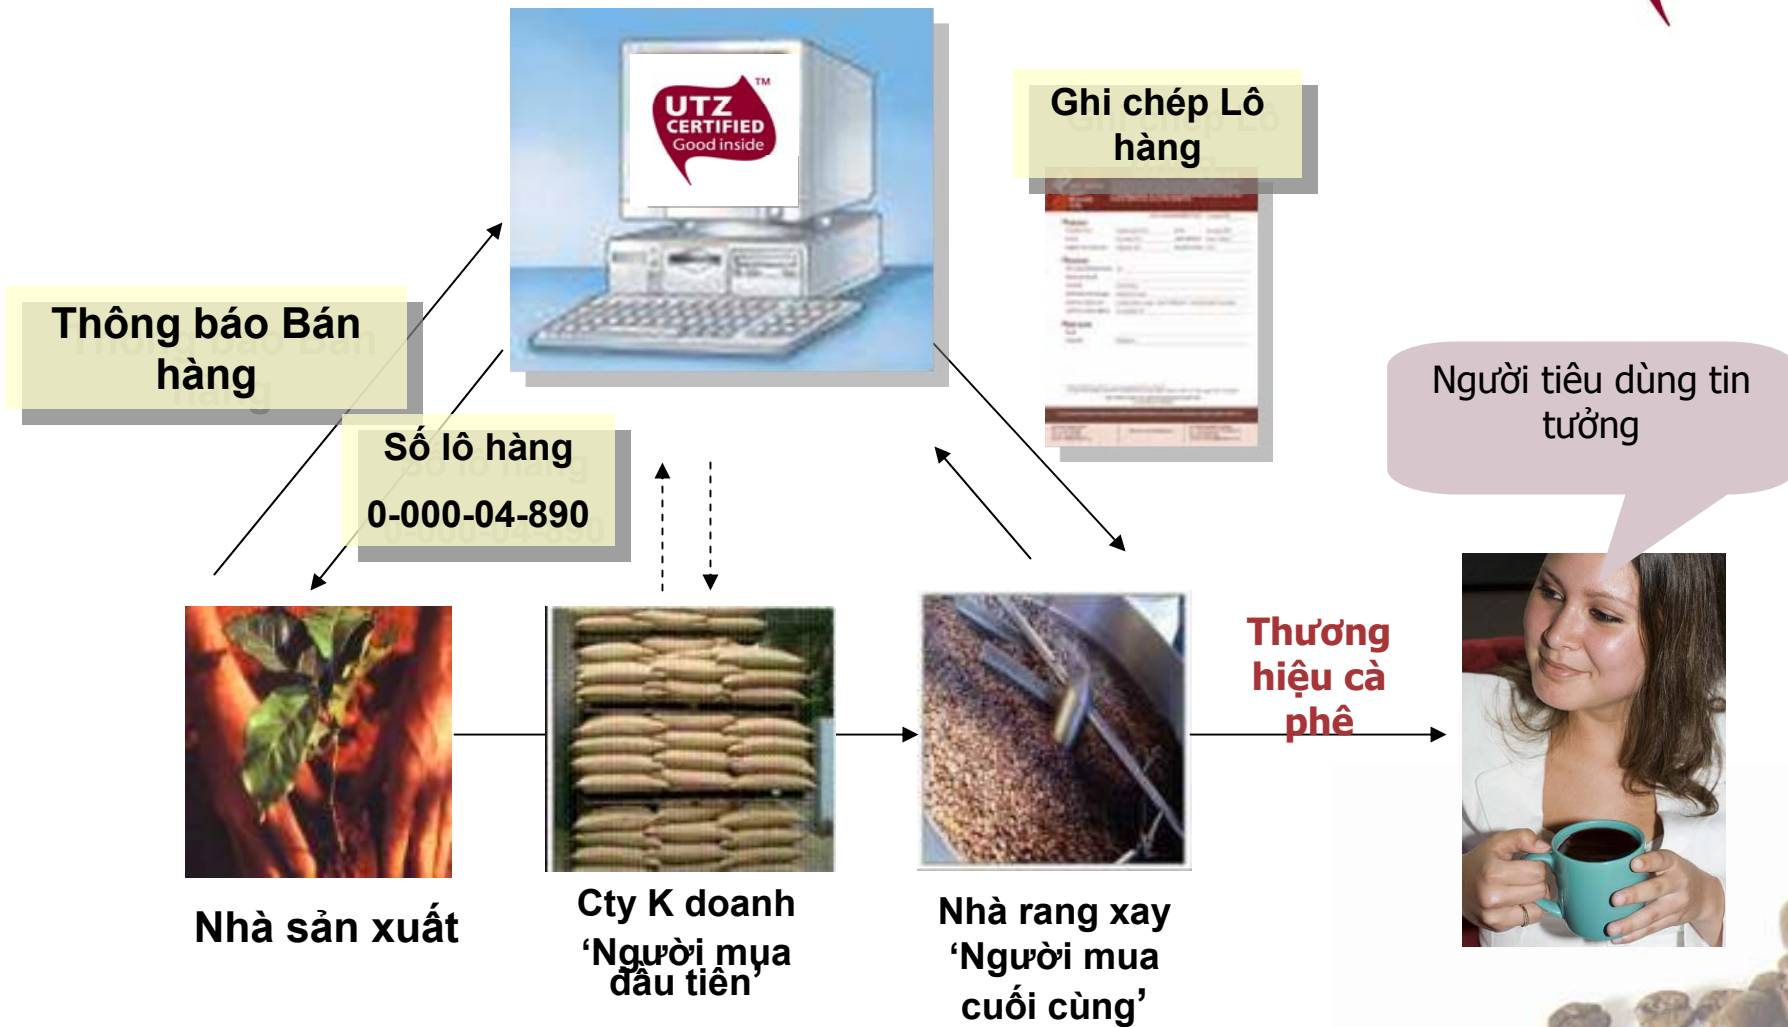 UTZ
CERTIFIED
Good inside
TM
Ghi chép Lô
hàng
Thông báo Bán
hàng
Số lô hàng
0-000-04-890
Người tiêu dùng tin
tưởng
Thương
hiệu cà
phê
Nhà sản xuất
Cty K doanh
‘Người mua
đầu tiên’
Nhà rang xay
‘Người mua
cuối cùng’